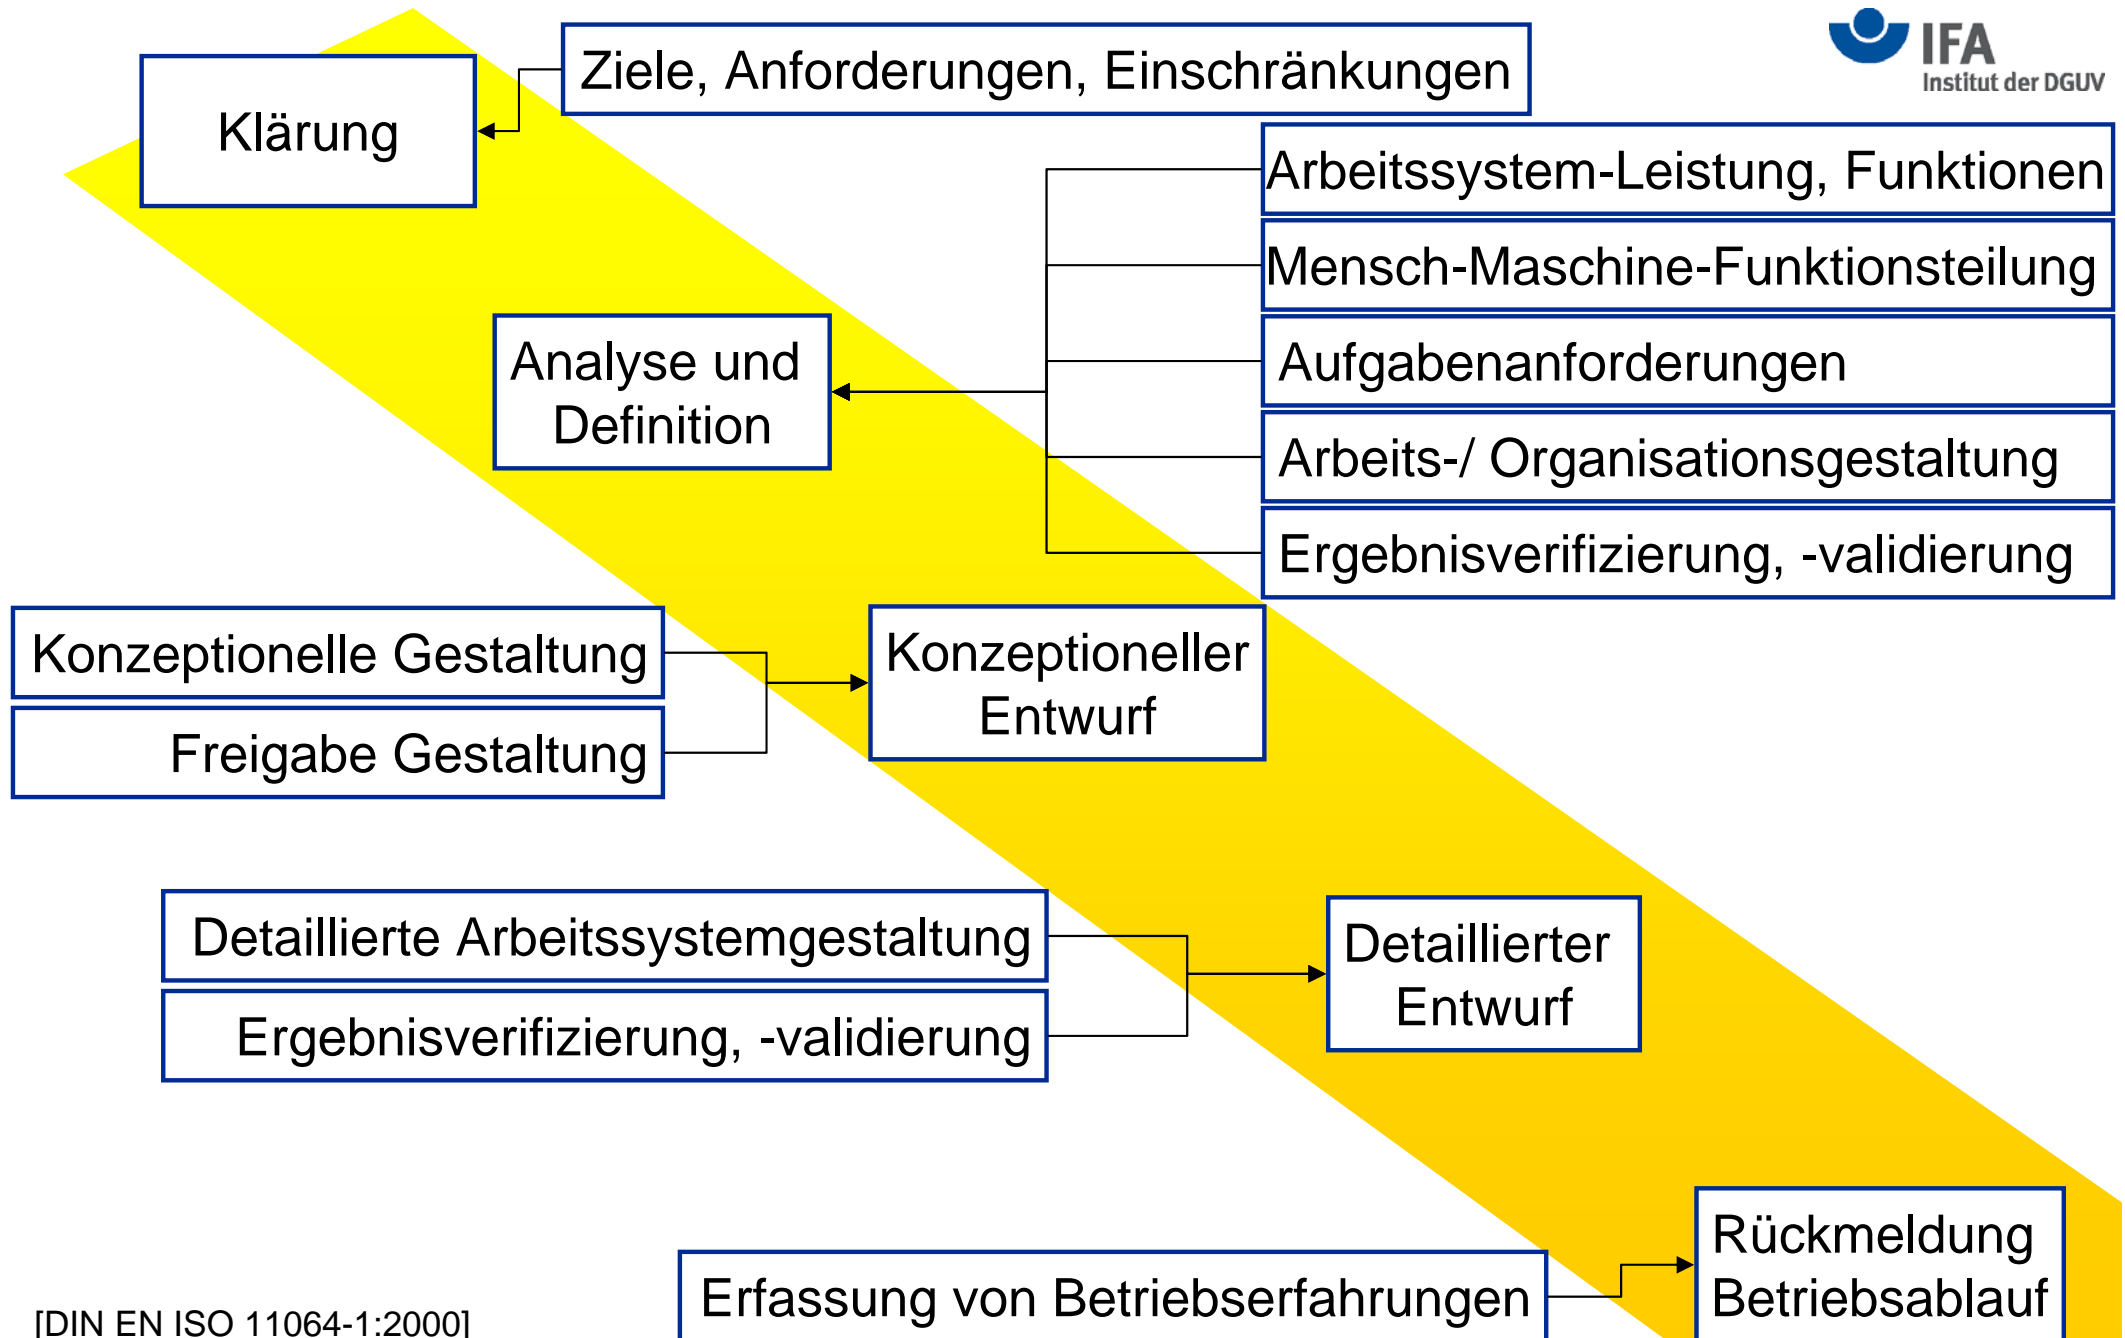 Ziele, Anforderungen, Einschränkungen
IFA
Institut der DGUV
Klärung
Arbeitssystem-Leistung, Funktionen
Mensch-Maschine-Funktionsteilung
Aufgabenanforderungen
Arbeits-/ Organisationsgestaltung
Ergebnisverifizierung, -validierung
Analyse und
Definition
Konzeptionelle Gestaltung
Freigabe Gestaltung
Konzeptioneller
Entwurf
Detaillierte Arbeitssystemgestaltung
Ergebnisverifizierung, -validierung
Detaillierter
Entwurf
Rückmeldung
Betriebsablauf
Erfassung von Betriebserfahrungen
[DIN EN ISO 11064-1:2000]